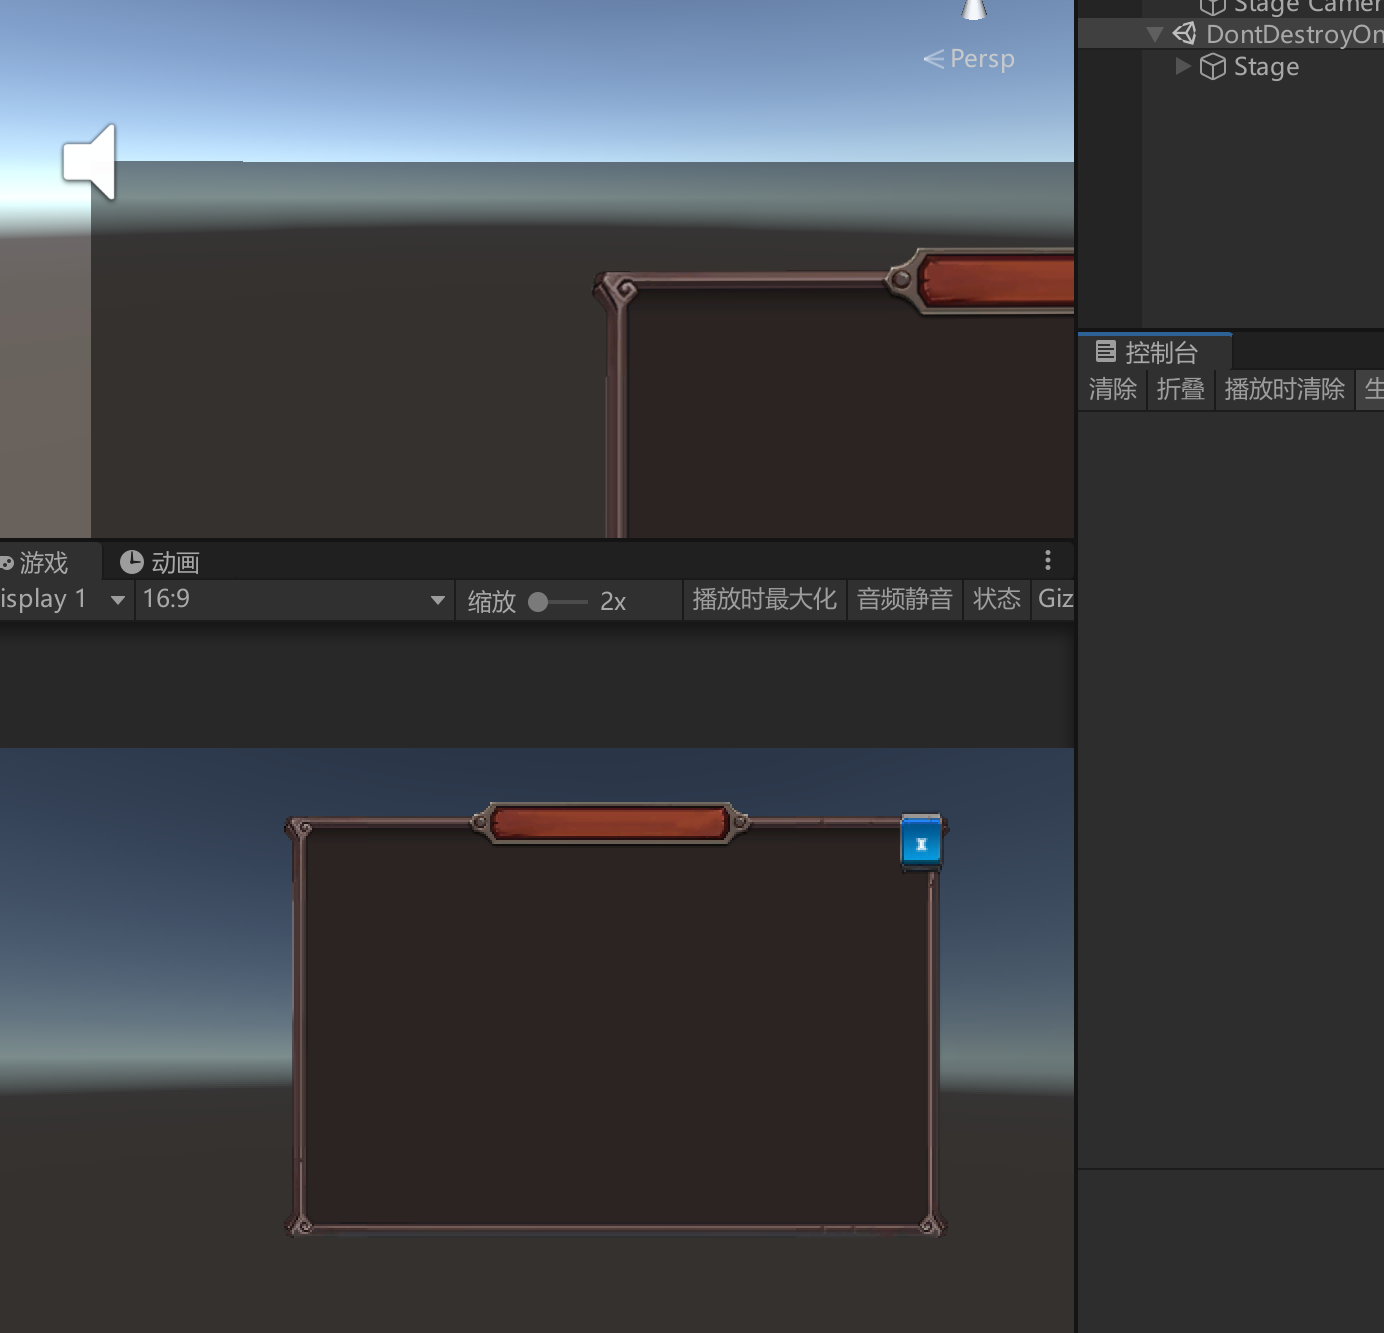 Stage Camer
DontDestroyOn
Stage
Persp
控制台
清除 折叠 播放时清除 生
游戏 动画
isplay 1 16:9 缩放 2x 播放时最大化 音频静音 状态 Giz